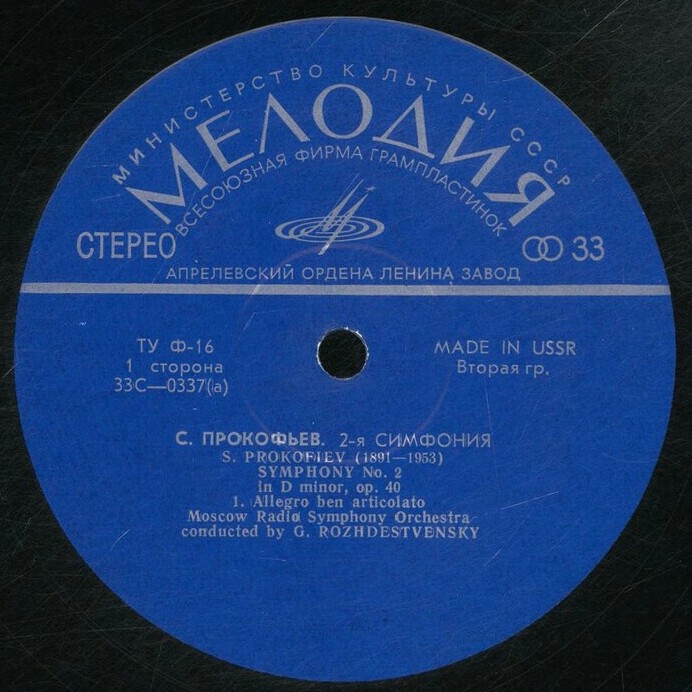 МИНИСТЕРСТВО КУЛЬТУРЫ СССР
МЕЛОДИЯ
ВСЕСОЮЗНАЯ ФИРМА ГРАМПЛАСТИНОК
СТЕРЕО
33
АПРЕЛЕВСКИЙ ОРДЕНА ЛЕНИНА ЗАВОД
ТУ Ф-16
1 сторона
33С—0337(а)
MADE IN USSR
Вторая гр.
С. ПРОКОФЬЕВ. 2-я СИМФОНИЯ
S. PROKOFIEV (1891—1953)
SYMPHONY No. 2
in D minor, op. 40
1. Allegro ben articolato
Moscow Radio Symphony Orchestra
conducted by G. ROZHDESTVENSKY